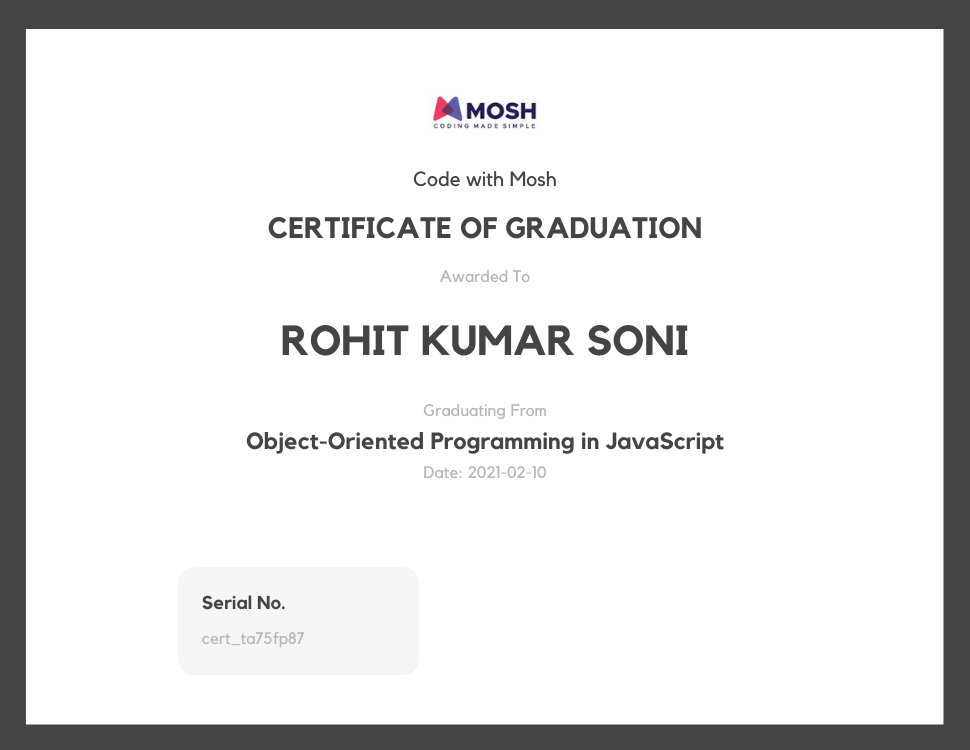 MOSH
CODING MADE SIMPLE
Code with Mosh
CERTIFICATE OF GRADUATION
Awarded To
ROHIT KUMAR SONI
Graduating From
Object-Oriented Programming in JavaScript
Date: 2021-02-10
Serial No.
cert_ta75fp87